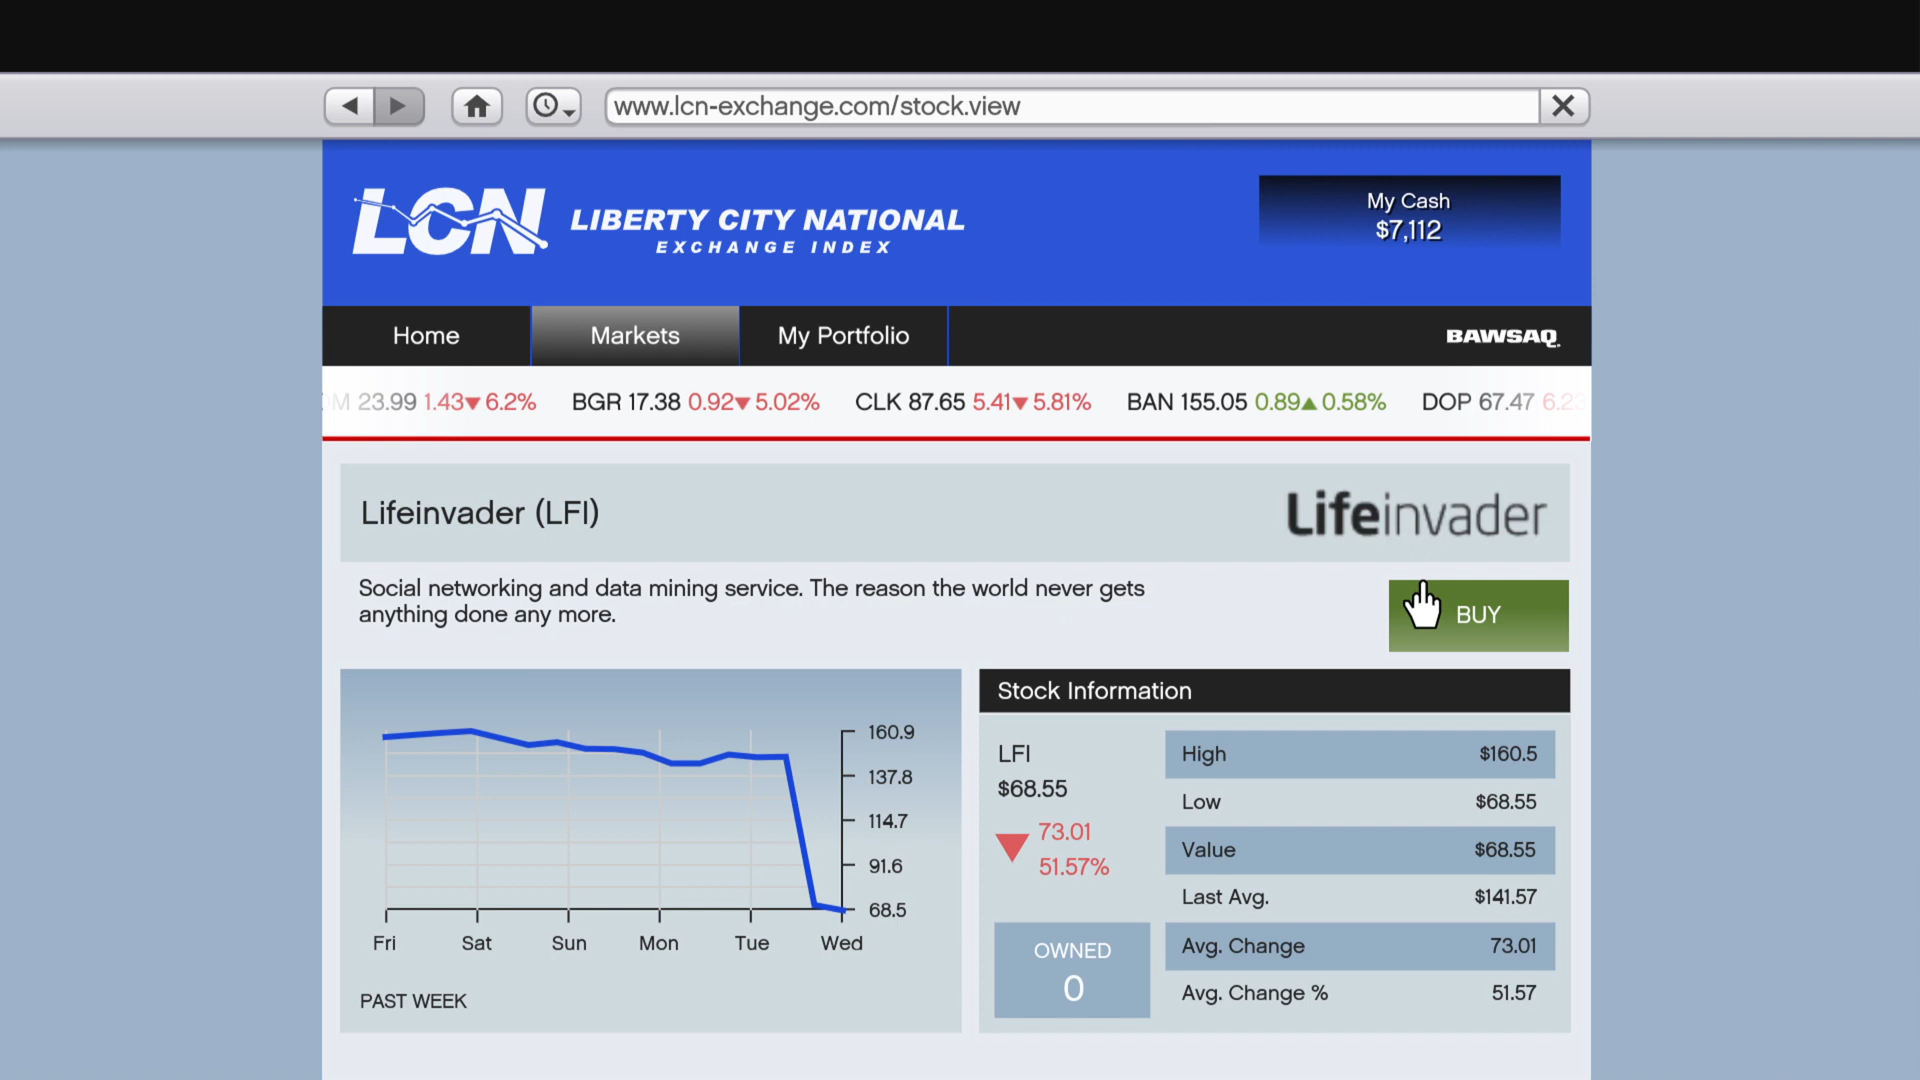 www.lcn-exchange.com/stock.view
LCN LIBERTY CITY NATIONAL
EXCHANGE INDEX
My Cash
$7,112
Home Markets My Portfolio BAWSAQ.
M 23.99 1.43▼6.2% BGR 17.38 0.92▼5.02% CLK 87.65 5.41▼5.81% BAN 155.05 0.89▲0.58% DOP 67.47 6.23
Lifeinvader (LFI) Lifeinvader
Social networking and data mining service. The reason the world never gets
anything done any more.
BUY
160.9
137.8
114.7
91.6
68.5
Fri Sat Sun Mon Tue Wed
PAST WEEK
Stock Information
LFI
$68.55
73.01
51.57%
OWNED
0
High $160.5
Low $68.55
Value $68.55
Last Avg. $141.57
Avg. Change 73.01
Avg. Change % 51.57